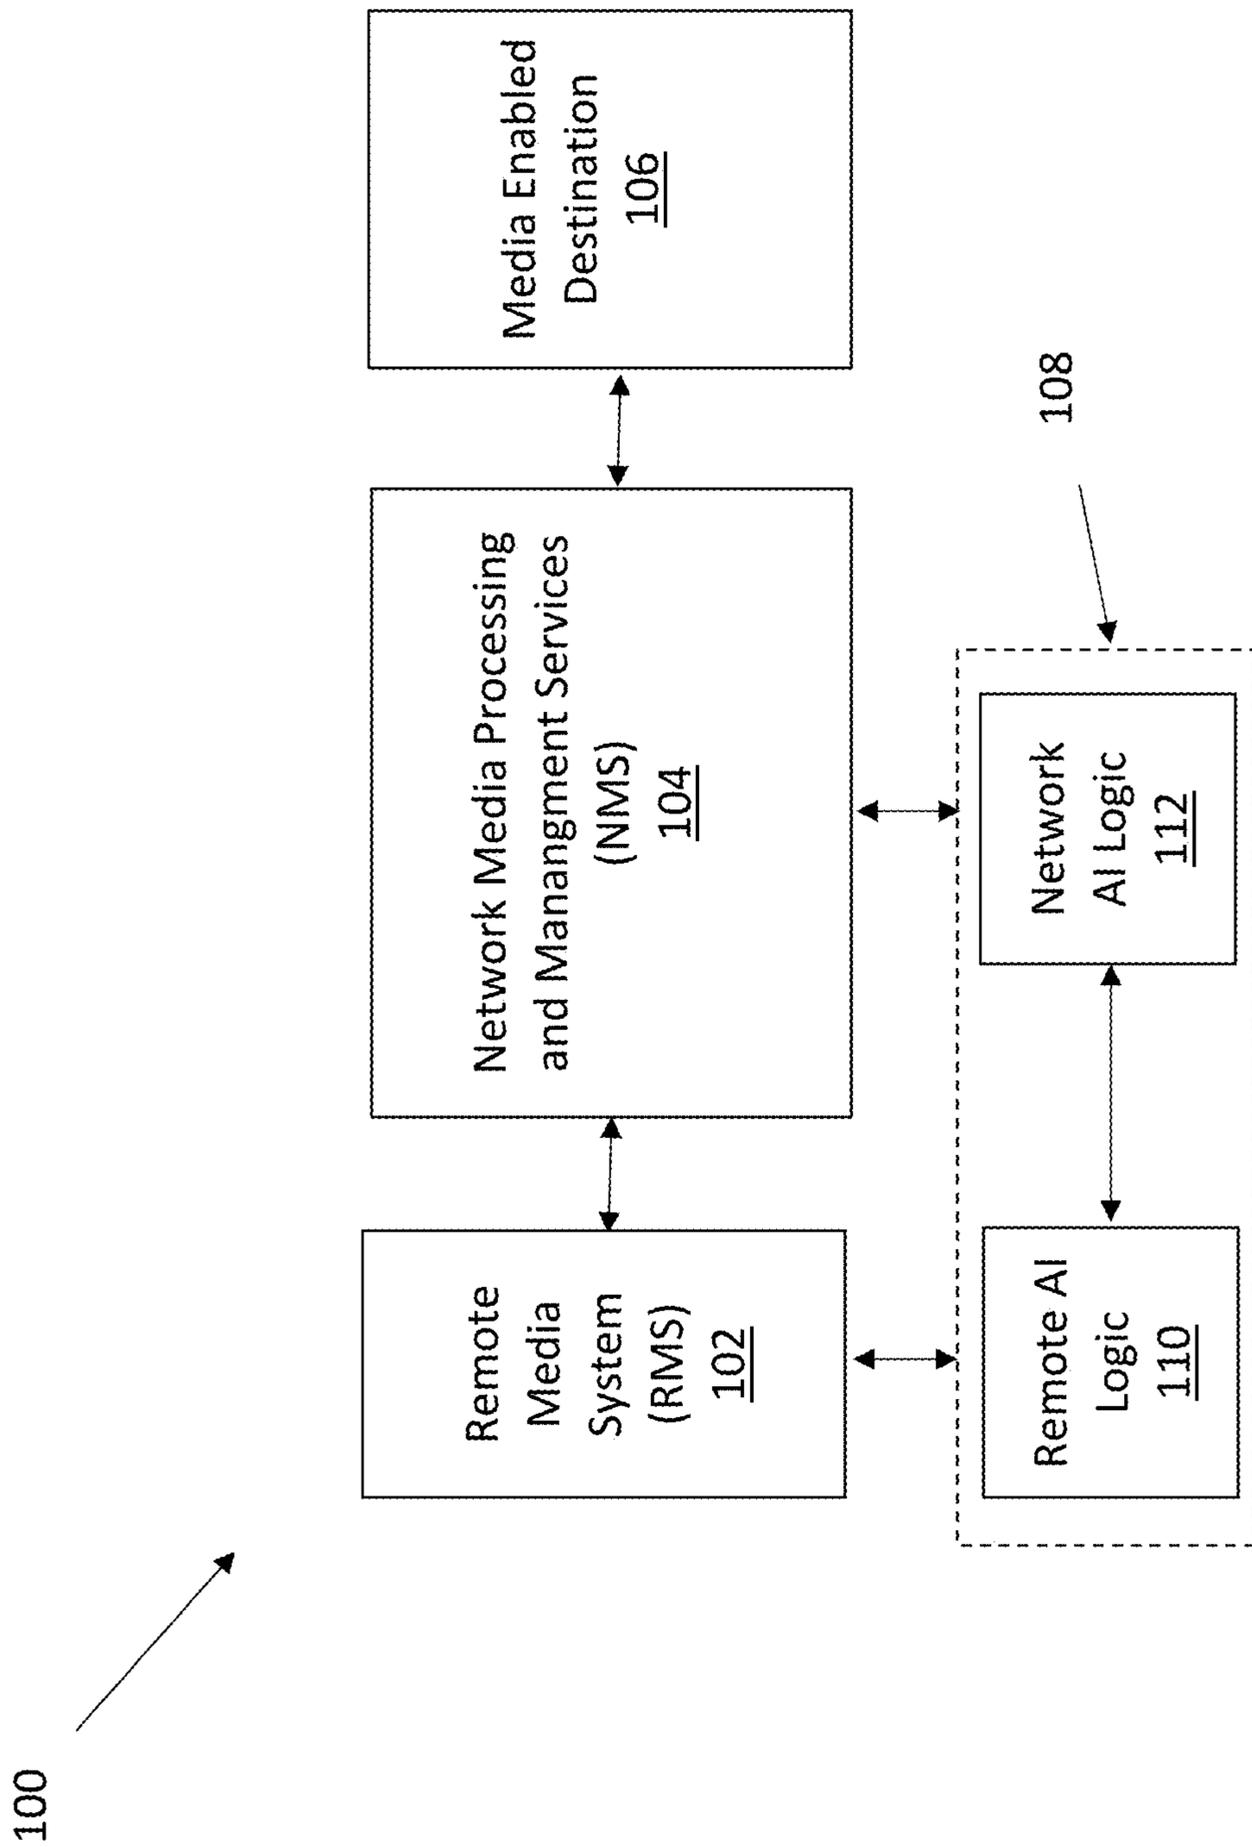 100
Remote
Media
System
(RMS)
102
Network Media Processing
and Manangment Services
(NMS)
104
Media Enabled
Destination
106
108
Remote AI
Logic
110
Network
AI Logic
112